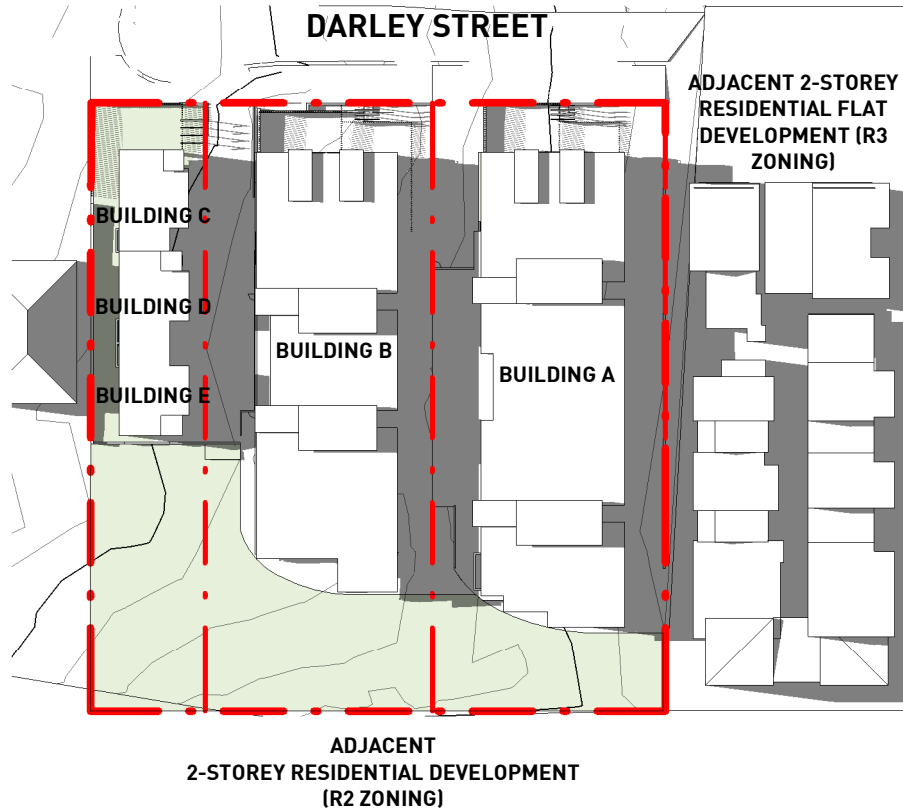 DARLEY STREET
ADJACENT 2-STOREY
RESIDENTIAL FLAT
DEVELOPMENT (R3
ZONING)
BUILDING C
BUILDING D
BUILDING B
BUILDING A
BUILDING E
ADJACENT
2-STOREY RESIDENTIAL DEVELOPMENT
(R2 ZONING)